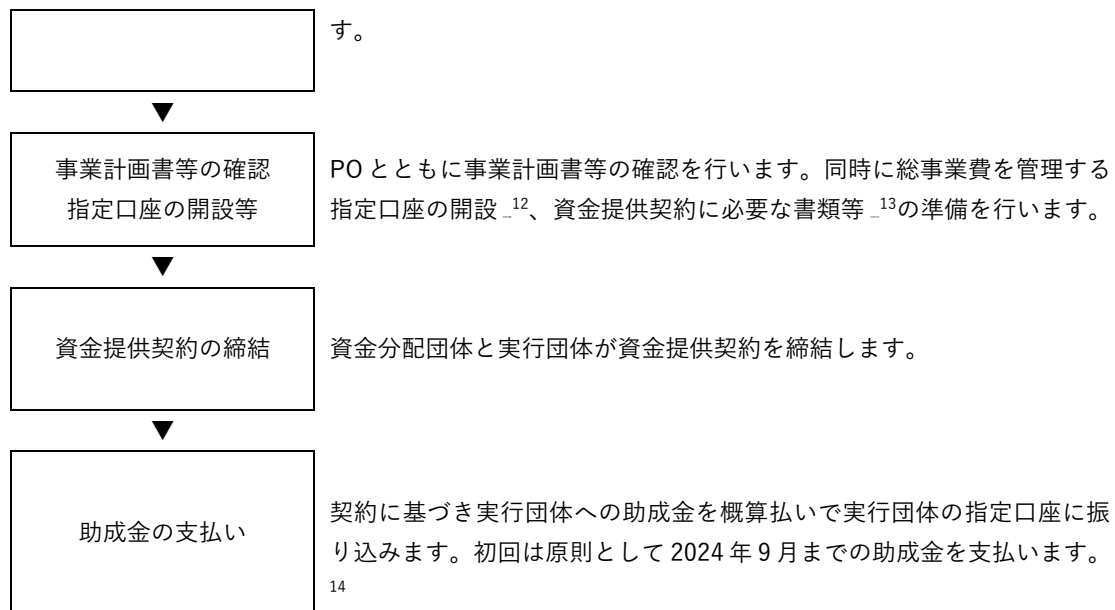 す。
▼
事業計画書等の確認
指定口座の開設等
PO とともに事業計画書等の確認を行います。同時に総事業費を管理する
指定口座の開設 12、資金提供契約に必要な書類等 13の準備を行います。
▼
資金提供契約の締結
資金分配団体と実行団体が資金提供契約を締結します。
▼
助成金の支払い
契約に基づき実行団体への助成金を概算払いで実行団体の指定口座に振
り込みます。初回は原則として 2024 年 9 月までの助成金を支払います。
14